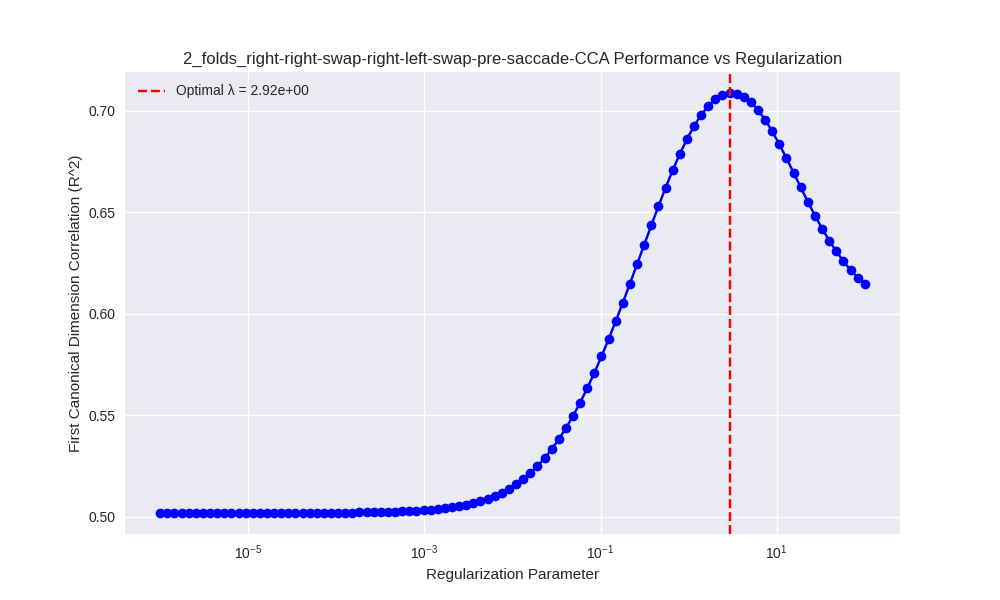 2_folds_right-right-swap-right-left-swap-pre-saccade-CCA Performance vs Regularization
Optimal λ = 2.92e+00
First Canonical Dimension Correlation (R^2)
0.70
0.65
0.60
0.55
0.50
10⁻⁵
10⁻³
10⁻¹
10¹
Regularization Parameter